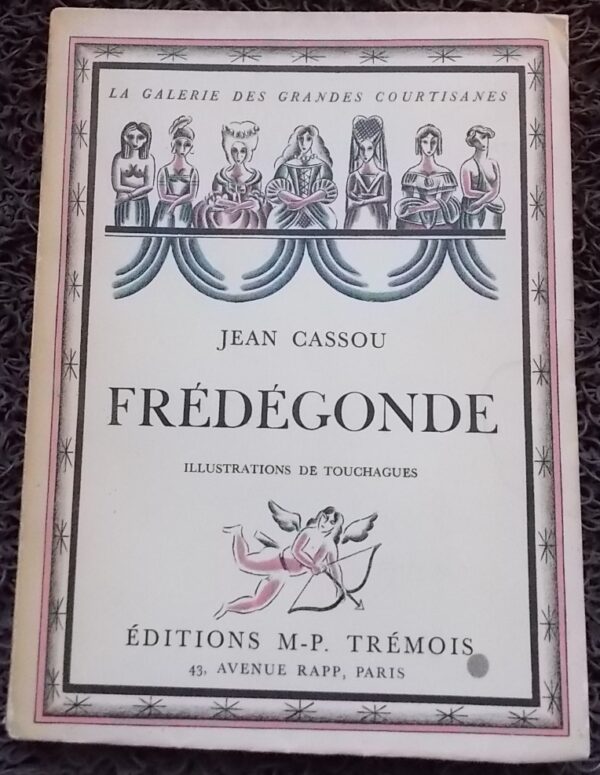 LA GALERIE DES GRANDES COURTISANES
JEAN CASSOU
FRÉDÉGONDE
ILLUSTRATIONS DE TOUCHAGUES
ÉDITIONS M-P. TRÉMOIS
43, AVENUE RAPP, PARIS